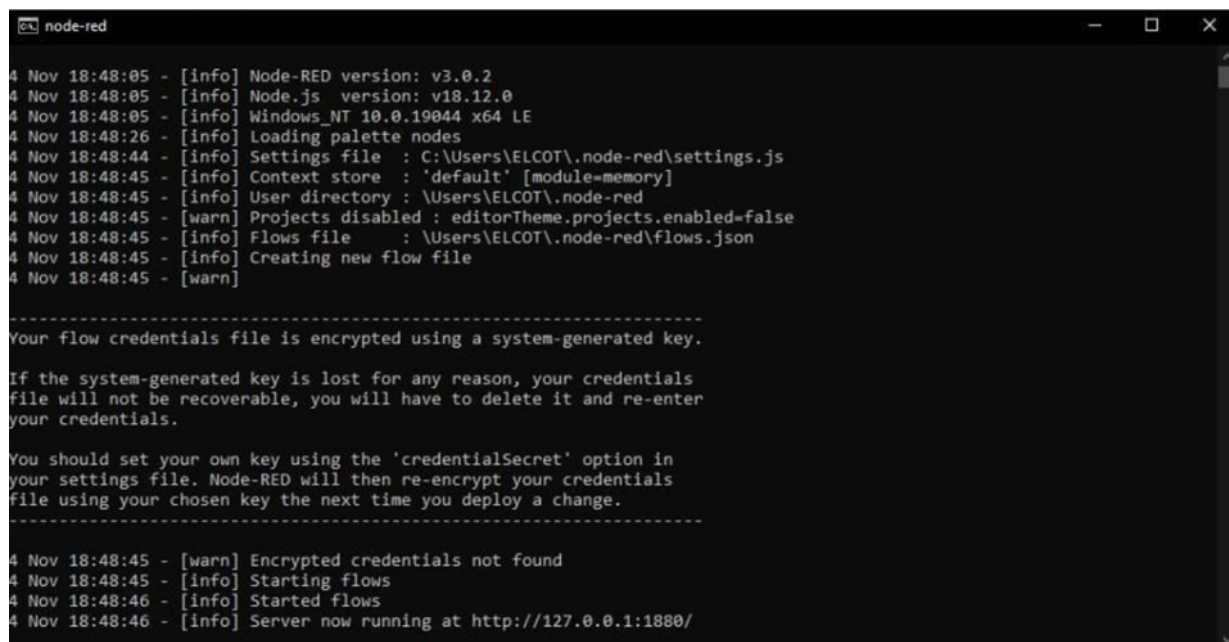 node-red
4 Nov 18:48:05 - [info] Node-RED version: v3.0.2
4 Nov 18:48:05 - [info] Node.js  version: v18.12.0
4 Nov 18:48:05 - [info] Windows_NT 10.0.19044 x64 LE
4 Nov 18:48:26 - [info] Loading palette nodes
4 Nov 18:48:44 - [info] Settings file  : C:\Users\ELCOT\.node-red\settings.js
4 Nov 18:48:45 - [info] Context store  : 'default' [module=memory]
4 Nov 18:48:45 - [info] User directory : \Users\ELCOT\.node-red
4 Nov 18:48:45 - [warn] Projects disabled : editorTheme.projects.enabled=false
4 Nov 18:48:45 - [info] Flows file     : \Users\ELCOT\.node-red\flows.json
4 Nov 18:48:45 - [info] Creating new flow file
4 Nov 18:48:45 - [warn]
---------------------------------------------------------------------
Your flow credentials file is encrypted using a system-generated key.
If the system-generated key is lost for any reason, your credentials
file will not be recoverable, you will have to delete it and re-enter
your credentials.
You should set your own key using the 'credentialSecret' option in
your settings file. Node-RED will then re-encrypt your credentials
file using your chosen key the next time you deploy a change.
---------------------------------------------------------------------
4 Nov 18:48:45 - [warn] Encrypted credentials not found
4 Nov 18:48:45 - [info] Starting flows
4 Nov 18:48:46 - [info] Started flows
4 Nov 18:48:46 - [info] Server now running at http://127.0.0.1:1880/